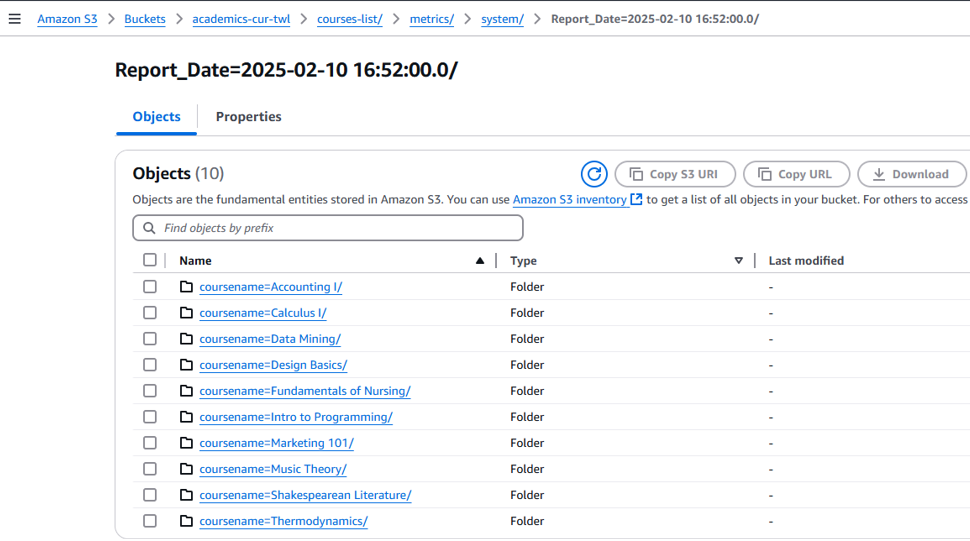 Amazon S3 > Buckets > academics-cur-twl > courses-list/ > metrics/ > system/ > Report_Date=2025-02-10 16:52:00.0/
Report_Date=2025-02-10 16:52:00.0/
Objects Properties
Objects (10) Copy S3 URI Copy URL Download
Objects are the fundamental entities stored in Amazon S3. You can use Amazon S3 inventory to get a list of all objects in your bucket. For others to access
Find objects by prefix
Name Type Last modified
coursename=Accounting I/ Folder -
coursename=Calculus I/ Folder -
coursename=Data Mining/ Folder -
coursename=Design Basics/ Folder -
coursename=Fundamentals of Nursing/ Folder -
coursename=Intro to Programming/ Folder -
coursename=Marketing 101/ Folder -
coursename=Music Theory/ Folder -
coursename=Shakespearean Literature/ Folder -
coursename=Thermodynamics/ Folder -